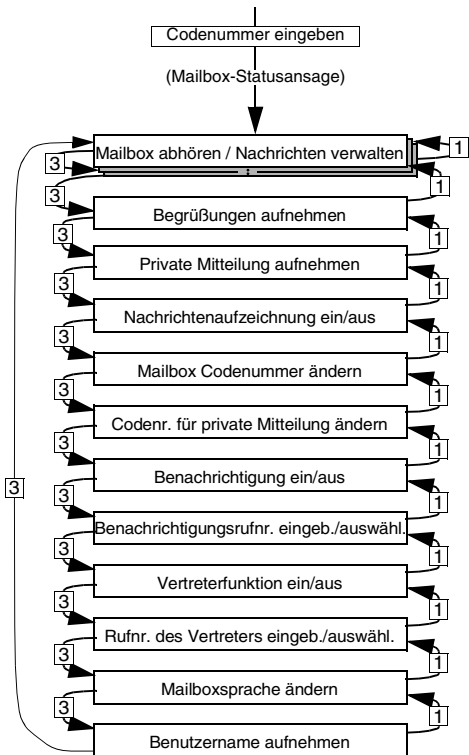 Codenummer eingeben
(Mailbox-Statusansage)
Mailbox abhören / Nachrichten verwalten
1
3
3
1
Begrüßungen aufnehmen
3
1
Private Mitteilung aufnehmen
3
1
Nachrichtenaufzeichnung ein/aus
3
1
Mailbox Codenummer ändern
3
1
Codenr. für private Mitteilung ändern
3
1
Benachrichtigung ein/aus
3
3
1
Benachrichtigungsrufnr. eingeb./auswähl.
3
1
Vertreterfunktion ein/aus
3
1
Rufnr. des Vertreters eingeb./auswähl.
3
1
Mailboxsprache ändern
3
1
Benutzername aufnehmen